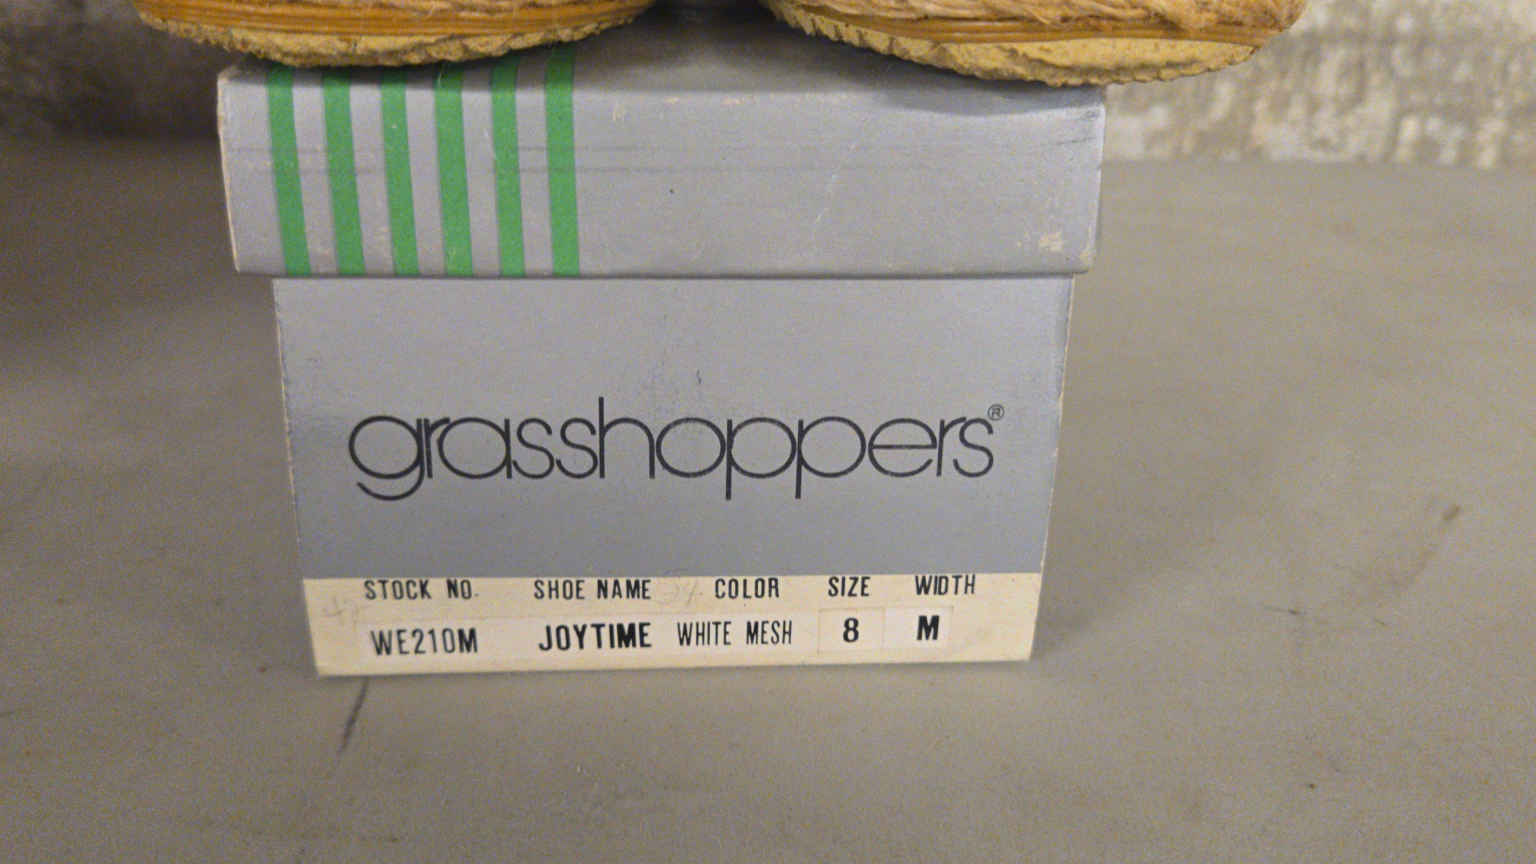 grasshoppers®
STOCK NO. SHOE NAME COLOR SIZE WIDTH
WE210M JOYTIME WHITE MESH 8 M